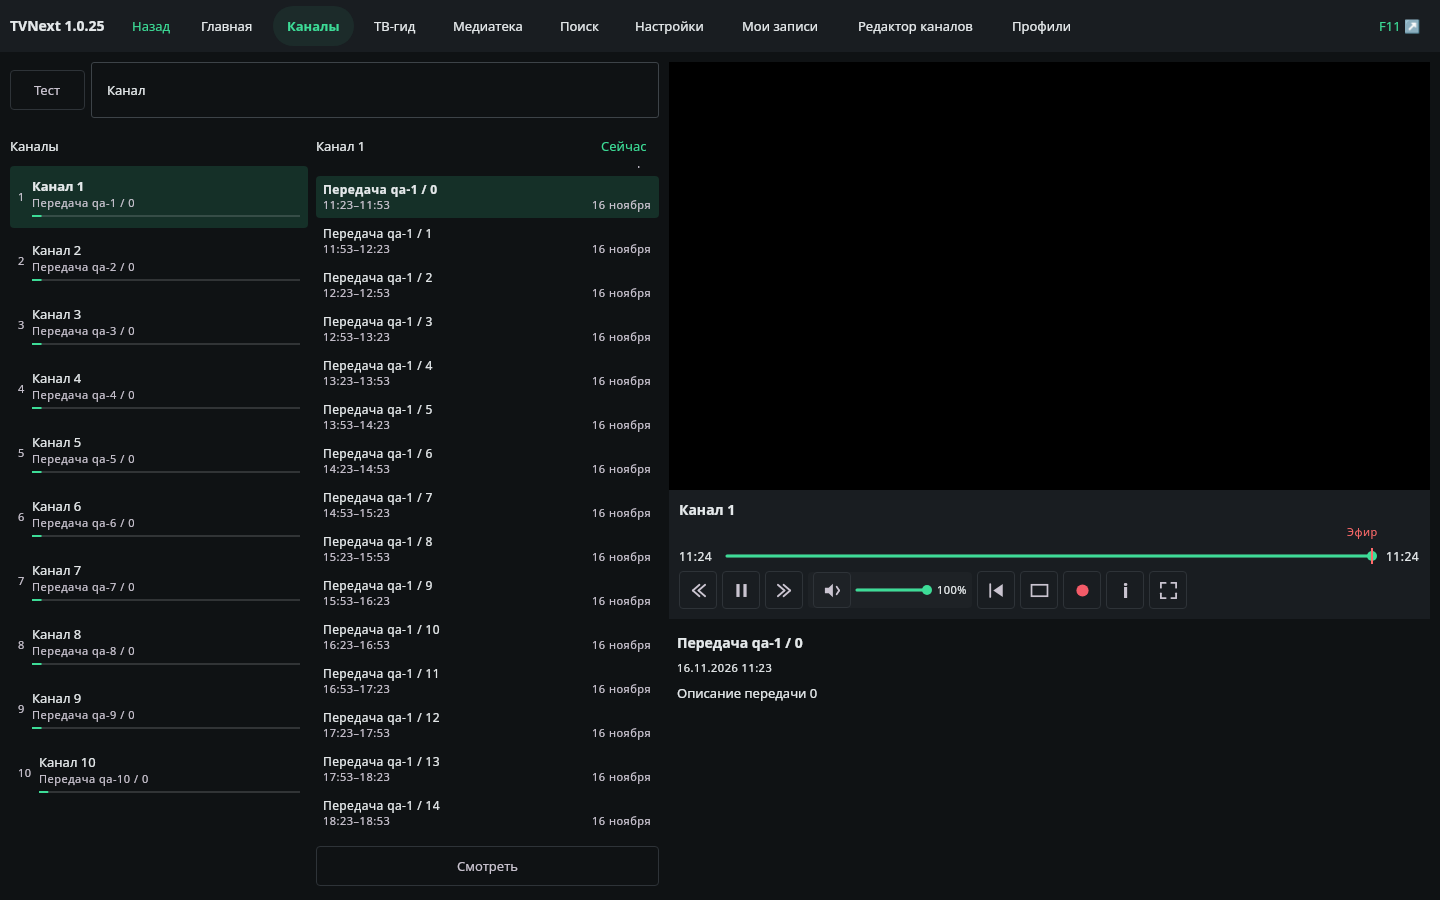 TVNext 1.0.25
Назад
Главная
Каналы
ТВ-гид
Медиатека
Поиск
Настройки
Мои записи
Редактор каналов
Профили
F11
Тест
Канал
Каналы
1
Канал 1
Передача qa-1 / 0
2
Канал 2
Передача qa-2 / 0
3
Канал 3
Передача qa-3 / 0
4
Канал 4
Передача qa-4 / 0
5
Канал 5
Передача qa-5 / 0
6
Канал 6
Передача qa-6 / 0
7
Канал 7
Передача qa-7 / 0
8
Канал 8
Передача qa-8 / 0
9
Канал 9
Передача qa-9 / 0
10
Канал 10
Передача qa-10 / 0
Канал 1
Сейчас
Передача qa-1 / 0
11:23–11:53 16 ноября
Передача qa-1 / 1
11:53–12:23 16 ноября
Передача qa-1 / 2
12:23–12:53 16 ноября
Передача qa-1 / 3
12:53–13:23 16 ноября
Передача qa-1 / 4
13:23–13:53 16 ноября
Передача qa-1 / 5
13:53–14:23 16 ноября
Передача qa-1 / 6
14:23–14:53 16 ноября
Передача qa-1 / 7
14:53–15:23 16 ноября
Передача qa-1 / 8
15:23–15:53 16 ноября
Передача qa-1 / 9
15:53–16:23 16 ноября
Передача qa-1 / 10
16:23–16:53 16 ноября
Передача qa-1 / 11
16:53–17:23 16 ноября
Передача qa-1 / 12
17:23–17:53 16 ноября
Передача qa-1 / 13
17:53–18:23 16 ноября
Передача qa-1 / 14
18:23–18:53 16 ноября
Смотреть
Канал 1
Эфир
11:24
11:24
100%
Передача qa-1 / 0
16.11.2026 11:23
Описание передачи 0